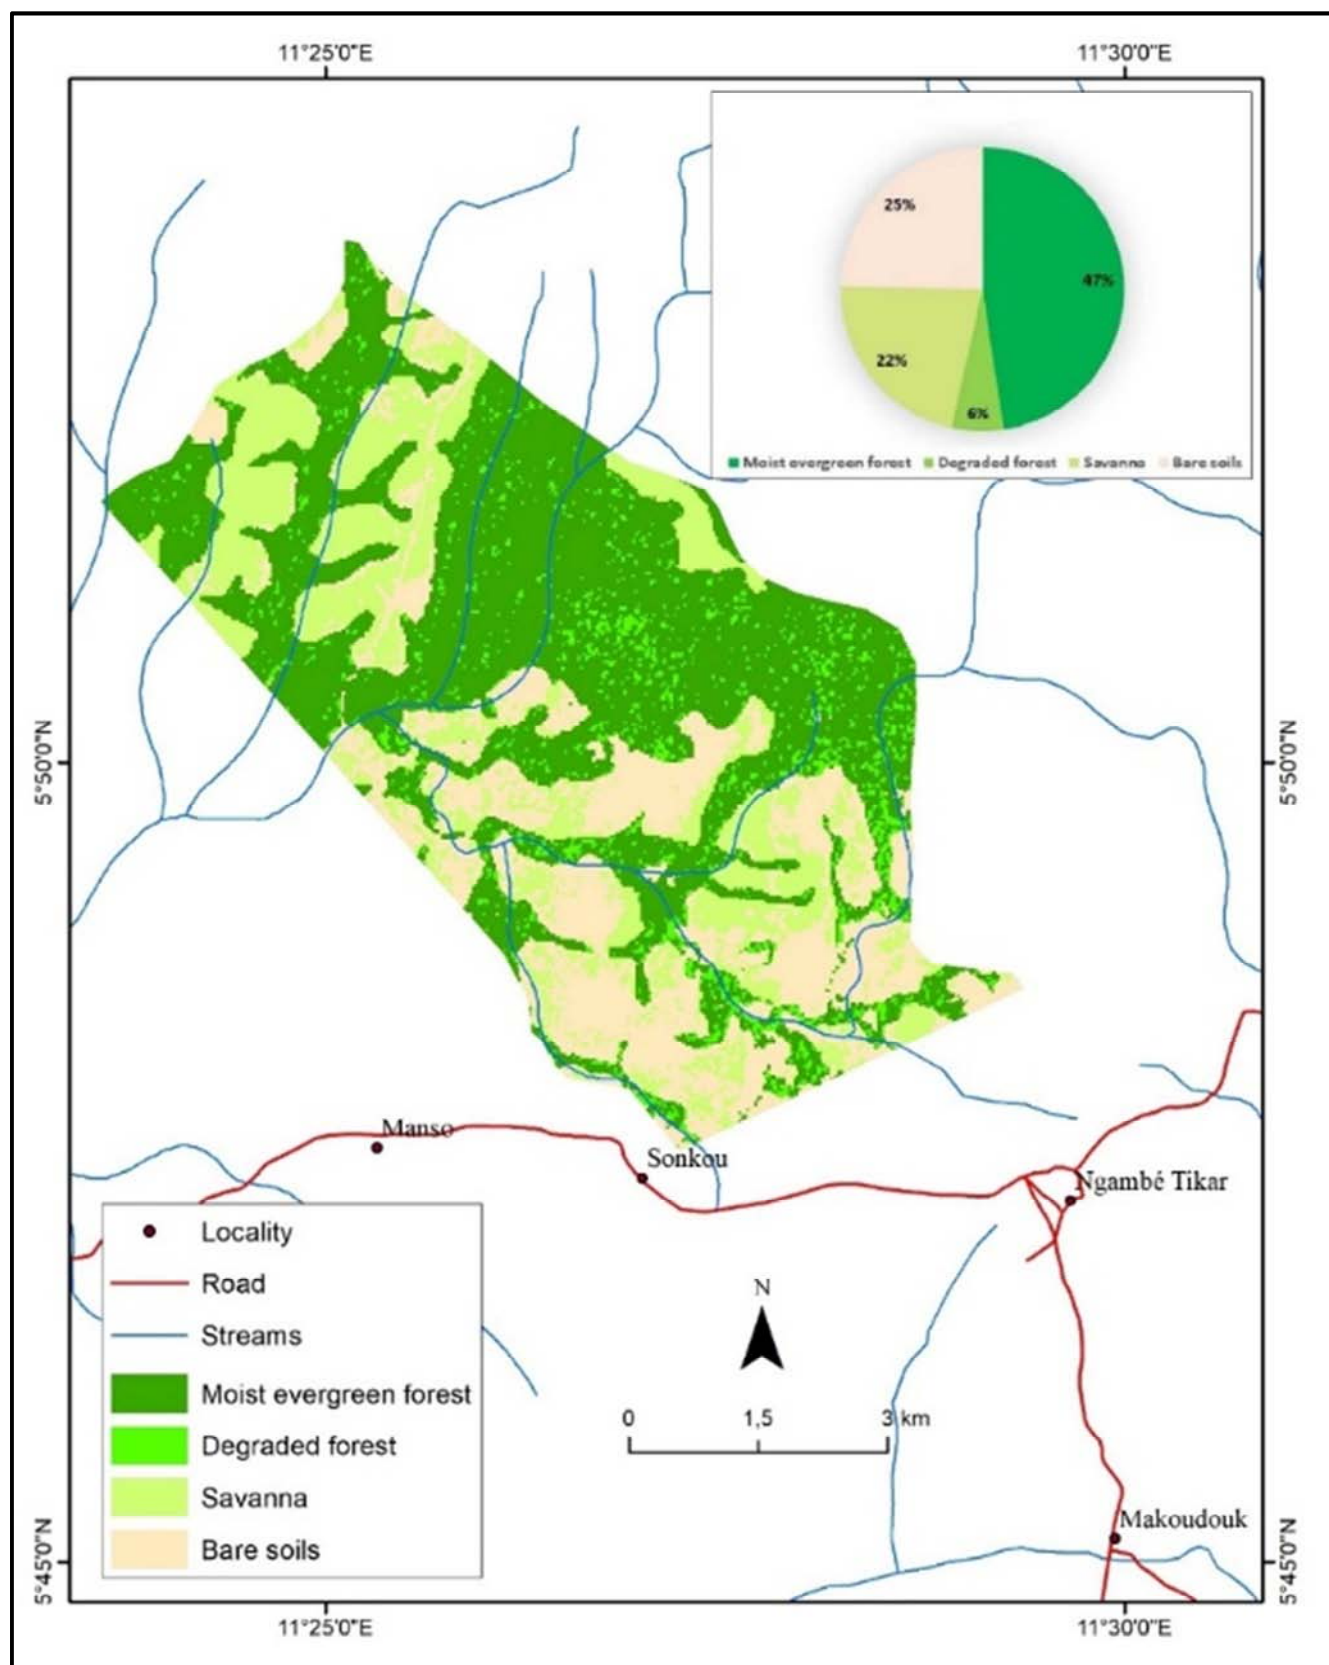 11°25'0"E 11°30'0"E
25%
47%
22%
6%
Moist evergreen forest Degraded forest Savanna Bare soils
5°50'0"N 5°50'0"N
Manso
Sonkou
Ngambé Tikar
Locality
Road
Streams
Moist evergreen forest
Degraded forest
Savanna
Bare soils
N
0 1,5 3 km
Makoudouk
5°45'0"N 5°45'0"N
11°25'0"E 11°30'0"E